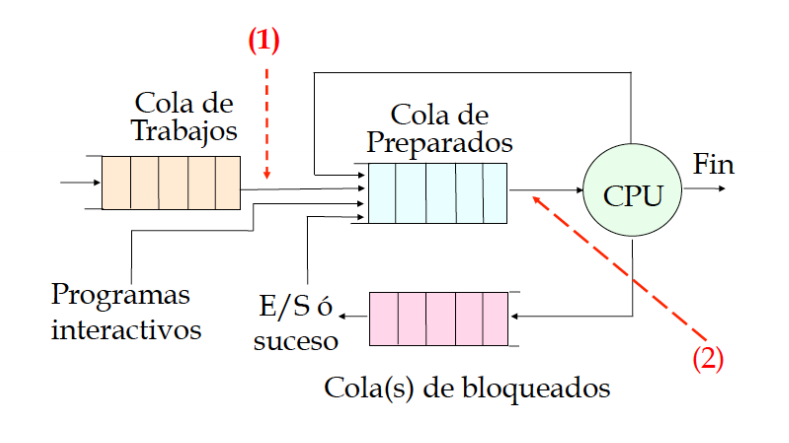 (1)
Cola de
Trabajos
Cola de
Preparados
Fin
CPU
Programas
interactivos
E/S ó
suceso
(2)
Cola(s) de bloqueados